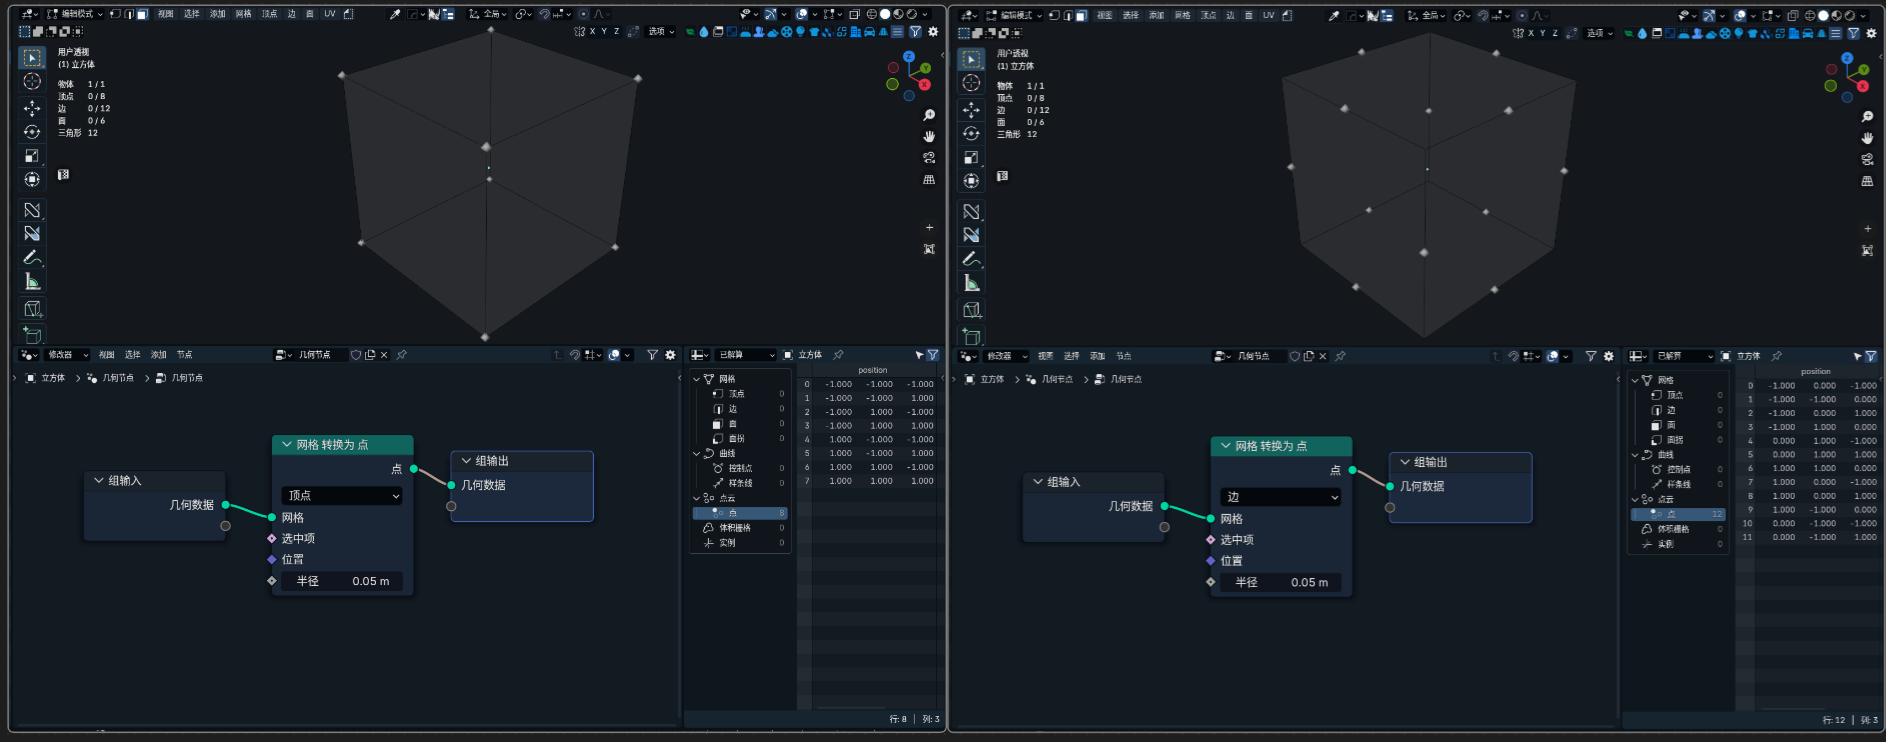 编辑模式 视图 选择 添加 网格 顶点 边 面 UV 全局
X Y Z 选项
用户透视
(1) 立方体
物体 1/1
顶点 0/8
边 0/12
面 0/6
三角形 12
Z
Y
X
修改器 视图 选择 添加 节点 几何节点
立方体 > 几何节点 > 几何节点
组输入
几何数据
网格 转换为 点
点
顶点
网格
选中项
位置
半径 0.05 m
组输出
几何数据
已解算 立方体
网格
顶点 0
边 0
面 0
面拐 0
曲线
控制点 0
样条线 0
点云
点 8
体积栅格 0
实例 0
position
0 -1.000 -1.000 -1.000
1 -1.000 -1.000 1.000
2 -1.000 1.000 -1.000
3 -1.000 1.000 1.000
4 1.000 -1.000 -1.000
5 1.000 -1.000 1.000
6 1.000 1.000 -1.000
7 1.000 1.000 1.000
行: 8 | 列: 3
编辑模式 视图 选择 添加 网格 顶点 边 面 UV 全局
X Y Z 选项
用户透视
(1) 立方体
物体 1/1
顶点 0/8
边 0/12
面 0/6
三角形 12
Z
Y
X
修改器 视图 选择 添加 节点 几何节点
立方体 > 几何节点 > 几何节点
组输入
几何数据
网格 转换为 点
点
边
网格
选中项
位置
半径 0.05 m
组输出
几何数据
已解算 立方体
网格
顶点 0
边 0
面 0
面拐 0
曲线
控制点 0
样条线 0
点云
点 12
体积栅格 0
实例 0
position
0 -1.000 0.000 -1.000
1 -1.000 -1.000 0.000
2 -1.000 0.000 1.000
3 -1.000 1.000 0.000
4 0.000 1.000 -1.000
5 0.000 1.000 1.000
6 1.000 1.000 0.000
7 1.000 0.000 -1.000
8 1.000 0.000 1.000
9 1.000 -1.000 0.000
10 0.000 -1.000 -1.000
11 0.000 -1.000 1.000
行: 12 | 列: 3